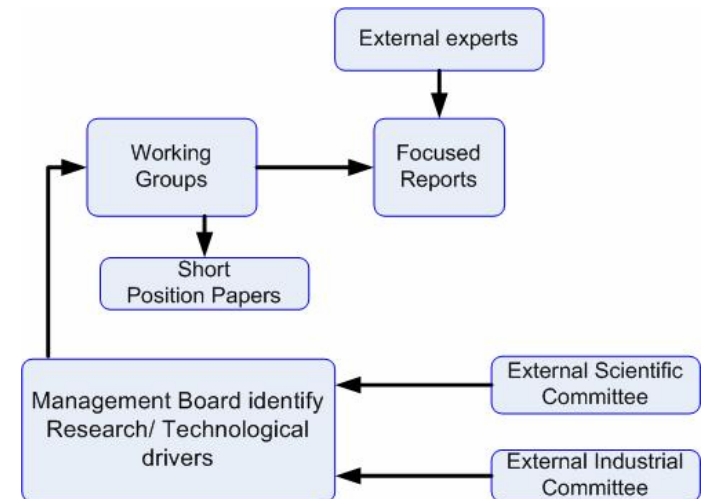 External experts
Working
Groups
Focused
Reports
Short
Position Papers
Management Board identify
Research/ Technological
drivers
External Scientific
Committee
External Industrial
Committee